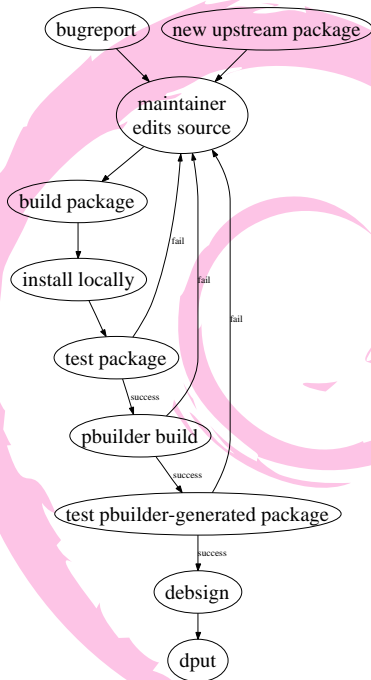 bugreport
new upstream package
maintainer
edits source
build package
install locally
fail
fail
fail
test package
success
pbuilder build
success
test pbuilder-generated package
success
debsign
dput